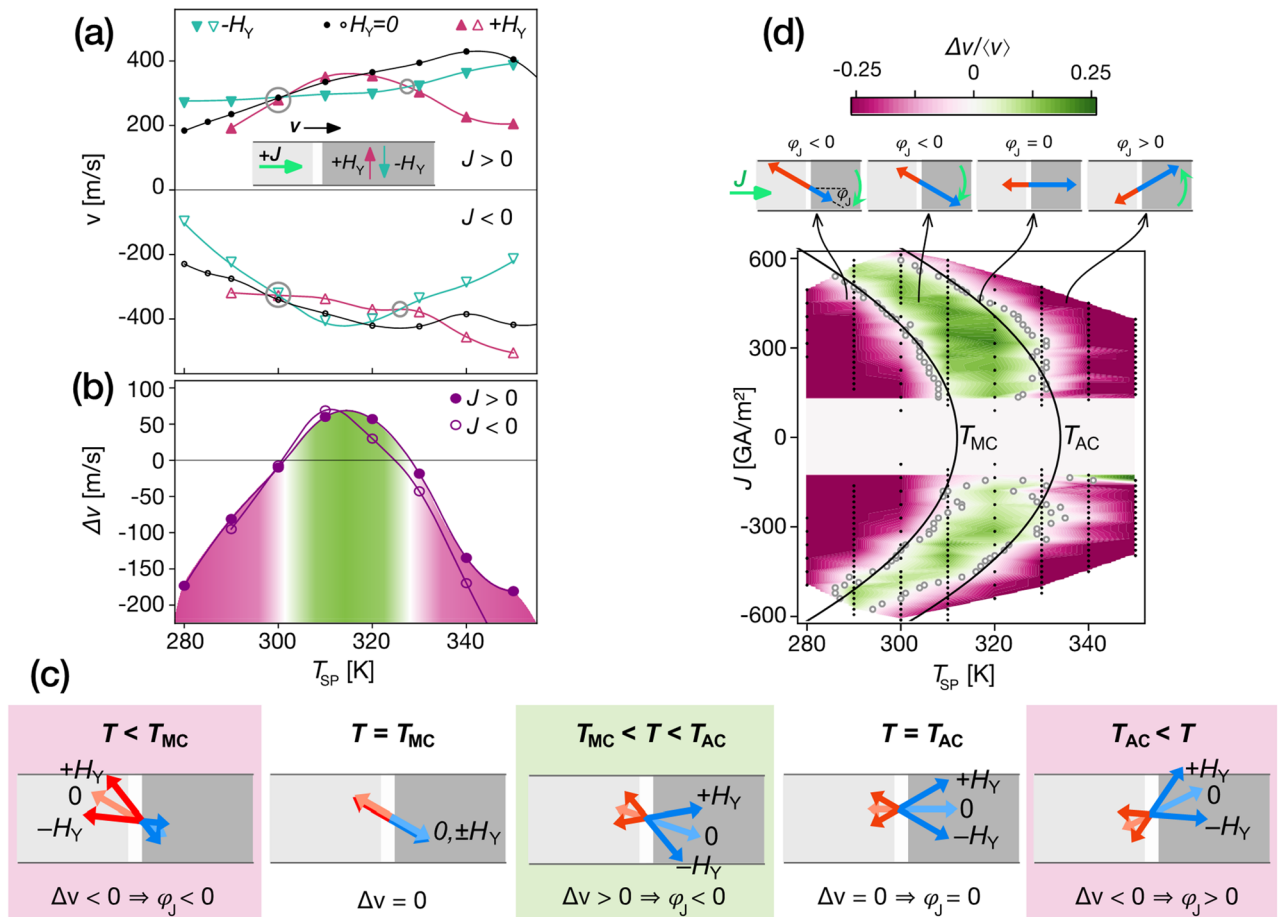 (a)
▼▽-H_Y
● ○ H_Y=0
▲△+H_Y
400
200
0
-200
-400
v [m/s]
v
+J
+H_Y
-H_Y
J > 0
J < 0
(b)
100
50
0
-50
-100
-150
-200
Δv [m/s]
J > 0
J < 0
280
300
320
340
T_SP [K]
(d)
Δv/⟨v⟩
-0.25
0
0.25
φ_J < 0
φ_J < 0
φ_J = 0
φ_J > 0
J
φ_J
600
300
0
-300
-600
J [GA/m²]
T_MC
T_AC
280
300
320
340
T_SP [K]
(c)
T < T_MC
+H_Y
0
−H_Y
Δv < 0 ⇒ φ_J < 0
T = T_MC
0,±H_Y
Δv = 0
T_MC < T < T_AC
+H_Y
0
−H_Y
Δv > 0 ⇒ φ_J < 0
T = T_AC
+H_Y
0
−H_Y
Δv = 0 ⇒ φ_J = 0
T_AC < T
+H_Y
0
−H_Y
Δv < 0 ⇒ φ_J > 0